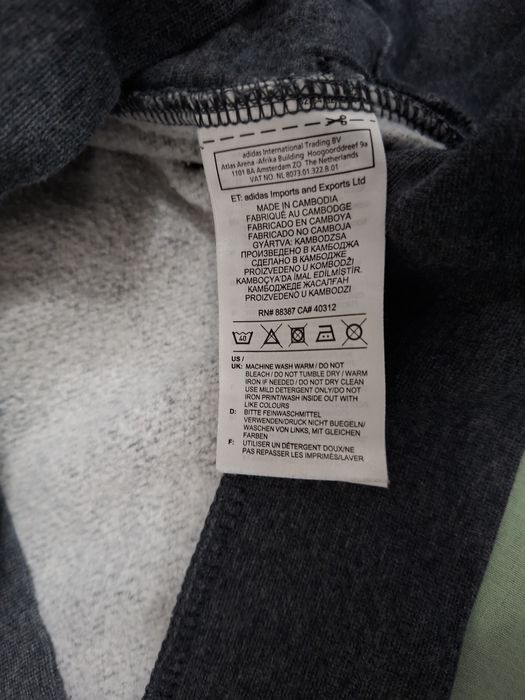 adidas International Trading BV
Atlas Arena -Afrika Building Hoogoorddreef 9a
1101 BA Amsterdam ZO The Netherlands
VAT NO. NL 8073.01.322.B.01
ET: adidas Imports and Exports Ltd
MADE IN CAMBODIA
FABRIQUÉ AU CAMBODGE
FABRICADO EN CAMBOYA
FABRICADO NO CAMBOJA
GYÁRTVA: KAMBODZSA
ПРОИЗВЕДЕНО В КАМБОДЖА
СДЕЛАНО В КАМБОДЖЕ
PROIZVEDENO U KOMBODŽI
KAMBOÇYA'DA İMAL EDİLMİŞTİR.
КАМБОДЖЕДЕ ЖАСАЛҒАН
PROIZVEDENO V KAMBODŽI
RN# 88387 CA# 40312
40
US /
UK: MACHINE WASH WARM / DO NOT
BLEACH / DO NOT TUMBLE DRY / WARM
IRON IF NEEDED / DO NOT DRY CLEAN
USE MILD DETERGENT ONLY/DO NOT
IRON PRINT/WASH INSIDE OUT WITH
LIKE COLOURS
D: BITTE FEINWASCHMITTEL
VERWENDEN/DRUCK NICHT BUEGELN/
WASCHEN VON LINKS, MIT GLEICHEN
FARBEN
F: UTILISER UN DÉTERGENT DOUX/NE
PAS REPASSER LES IMPRIMÉS/LAVER